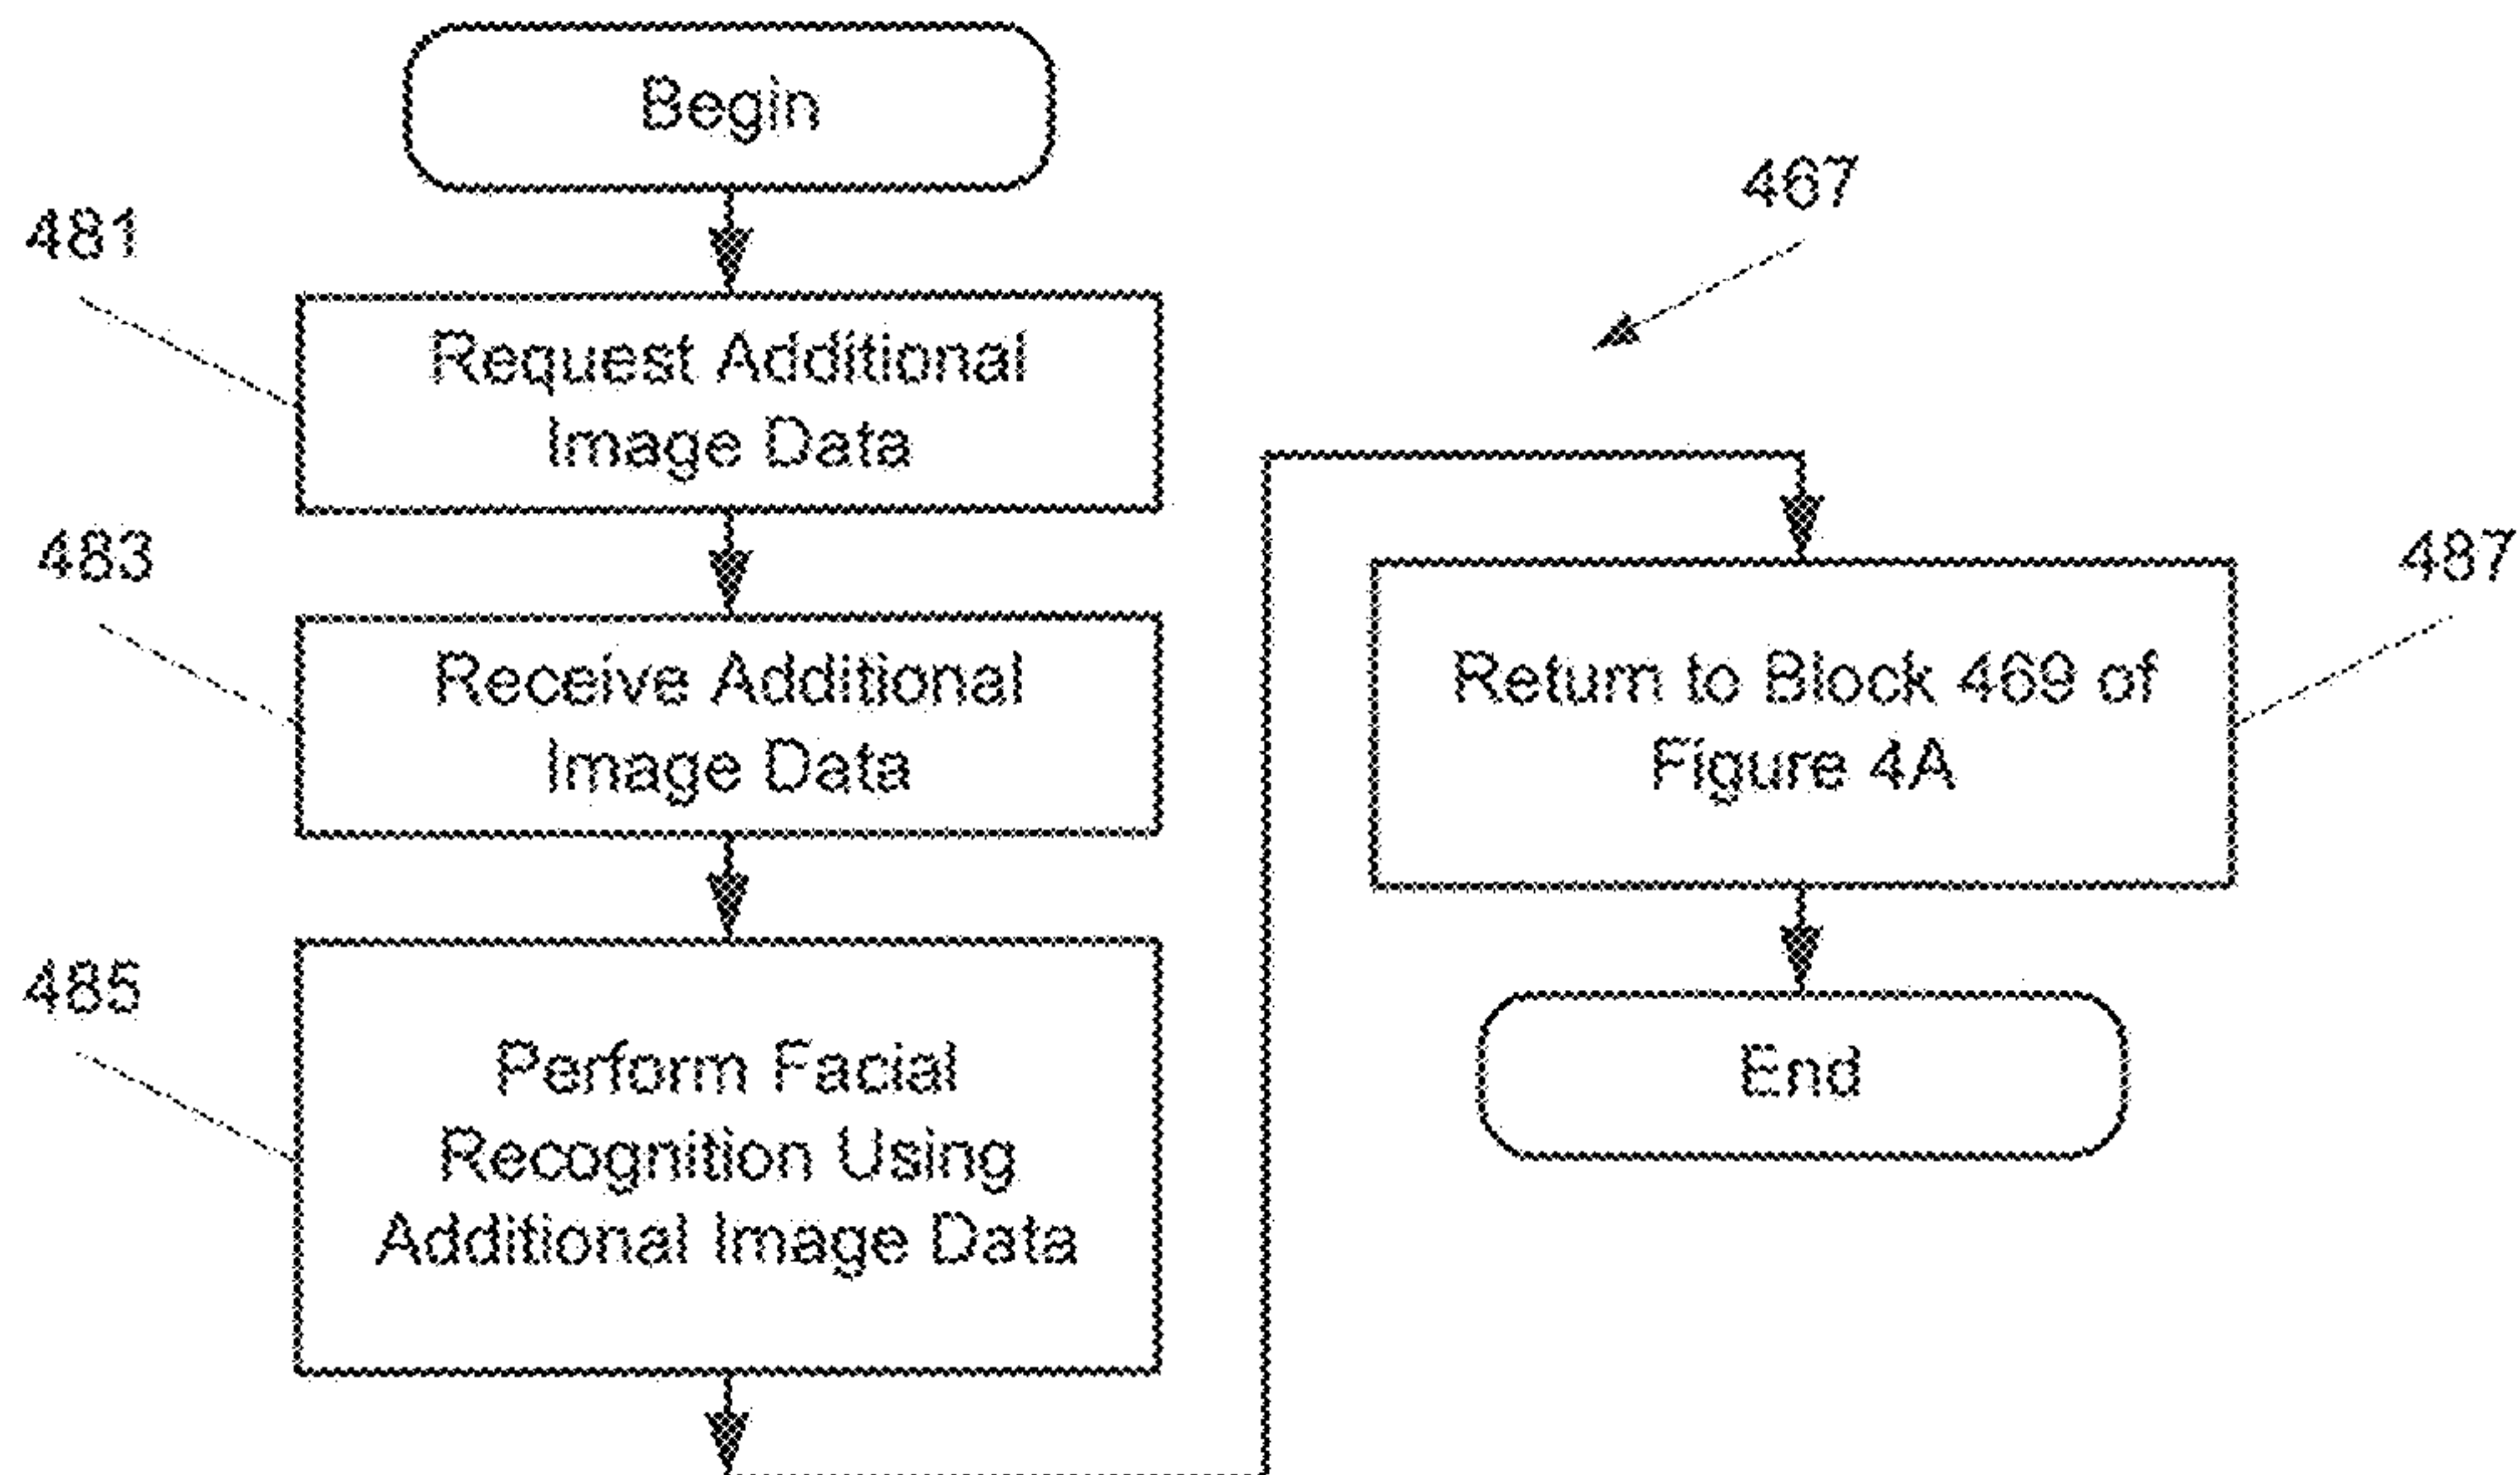 Begin
481
Request Additional
Image Data
483
Receive Additional
Image Data
485
Perform Facial
Recognition Using
Additional Image Data
467
487
Return to Block 469 of
Figure 4A
End